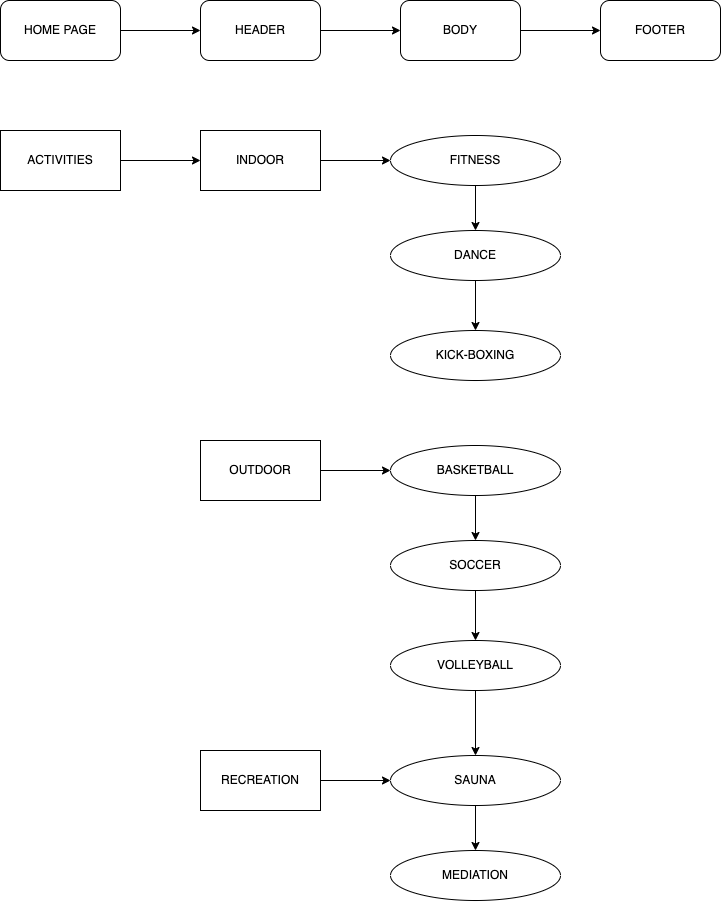 HOME PAGE
HEADER
BODY
FOOTER
ACTIVITIES
INDOOR
FITNESS
DANCE
KICK-BOXING
OUTDOOR
BASKETBALL
SOCCER
VOLLEYBALL
RECREATION
SAUNA
MEDIATION